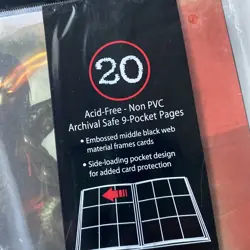 20
Acid-Free - Non PVC
Archival Safe 9-Pocket Pages
• Embossed middle black web
material frames cards
• Side-loading pocket design
for added card protection